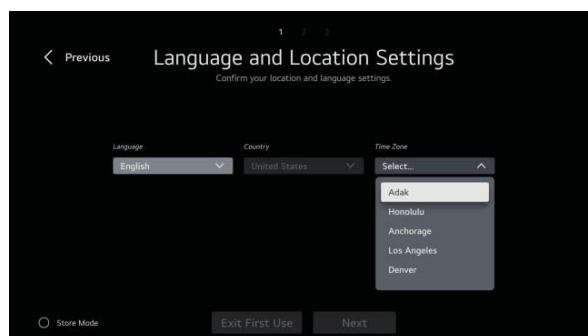 1 2 3
Previous
Language and Location Settings
Confirm your location and language settings.
Language Country Time Zone
English United States Select...
Adak
Honolulu
Anchorage
Los Angeles
Denver
Store Mode Exit First Use Next